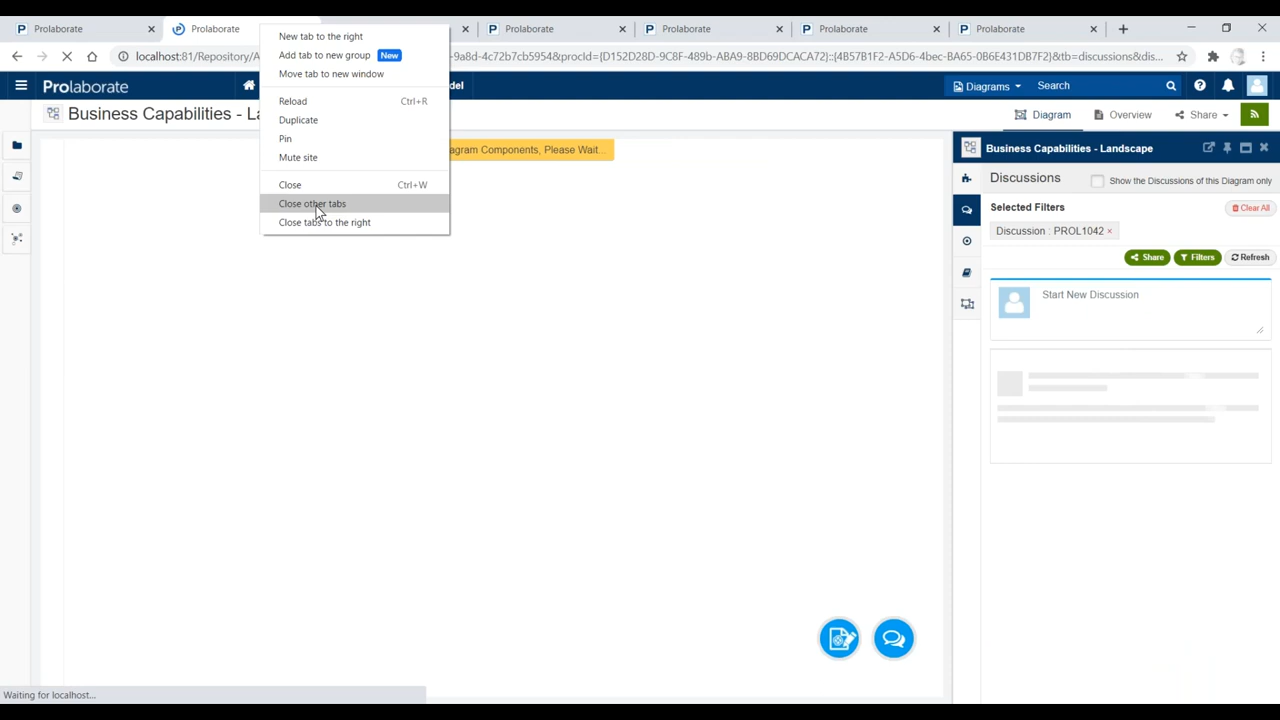 Prolaborate
Prolaborate
Prolaborate
Prolaborate
Prolaborate
Prolaborate
New tab to the right
Add tab to new group New
Move tab to new window
Reload Ctrl+R
Duplicate
Pin
Mute site
Close Ctrl+W
Close other tabs
Close tabs to the right
localhost:81/Repository/A
-9a8d-4c72b7cb5954&procId={D152D28D-9C8F-489b-ABA9-8BD69DCACA72}::{4B57B1F2-A5D6-4bec-BA65-0B6E431DB7F2}&tb=discussions&dis...
Prolaborate
del
Diagrams
Search
Business Capabilities - La
Diagram
Overview
Share
agram Components, Please Wait...
Business Capabilities - Landscape
Discussions
Show the Discussions of this Diagram only
Selected Filters
Clear All
Discussion : PROL1042 ×
Share
Filters
Refresh
Start New Discussion
Waiting for localhost...